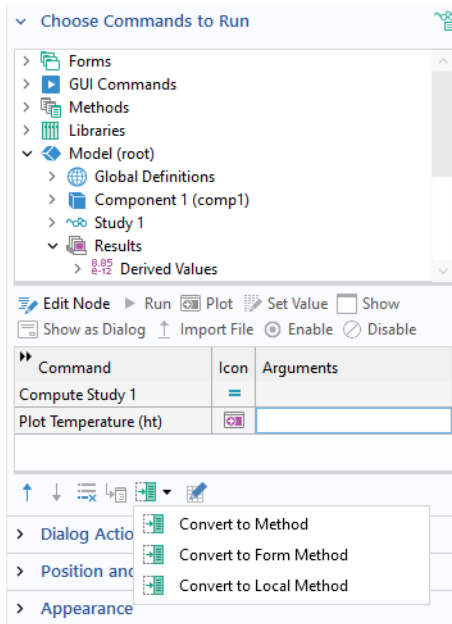 Choose Commands to Run
Forms
GUI Commands
Methods
Libraries
Model (root)
Global Definitions
Component 1 (comp1)
Study 1
Results
8.85
e-12 Derived Values
Edit Node Run Plot Set Value Show
Show as Dialog Import File Enable Disable
Command Icon Arguments
Compute Study 1
Plot Temperature (ht)
Convert to Method
Dialog Actio
Convert to Form Method
Position and
Convert to Local Method
Appearance